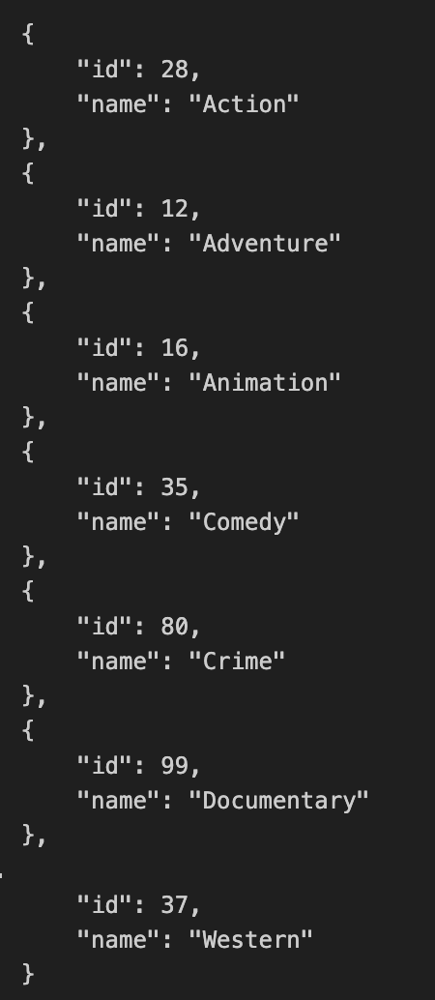 {
    "id": 28,
    "name": "Action"
},
{
    "id": 12,
    "name": "Adventure"
},
{
    "id": 16,
    "name": "Animation"
},
{
    "id": 35,
    "name": "Comedy"
},
{
    "id": 80,
    "name": "Crime"
},
{
    "id": 99,
    "name": "Documentary"
},
    "id": 37,
    "name": "Western"
}